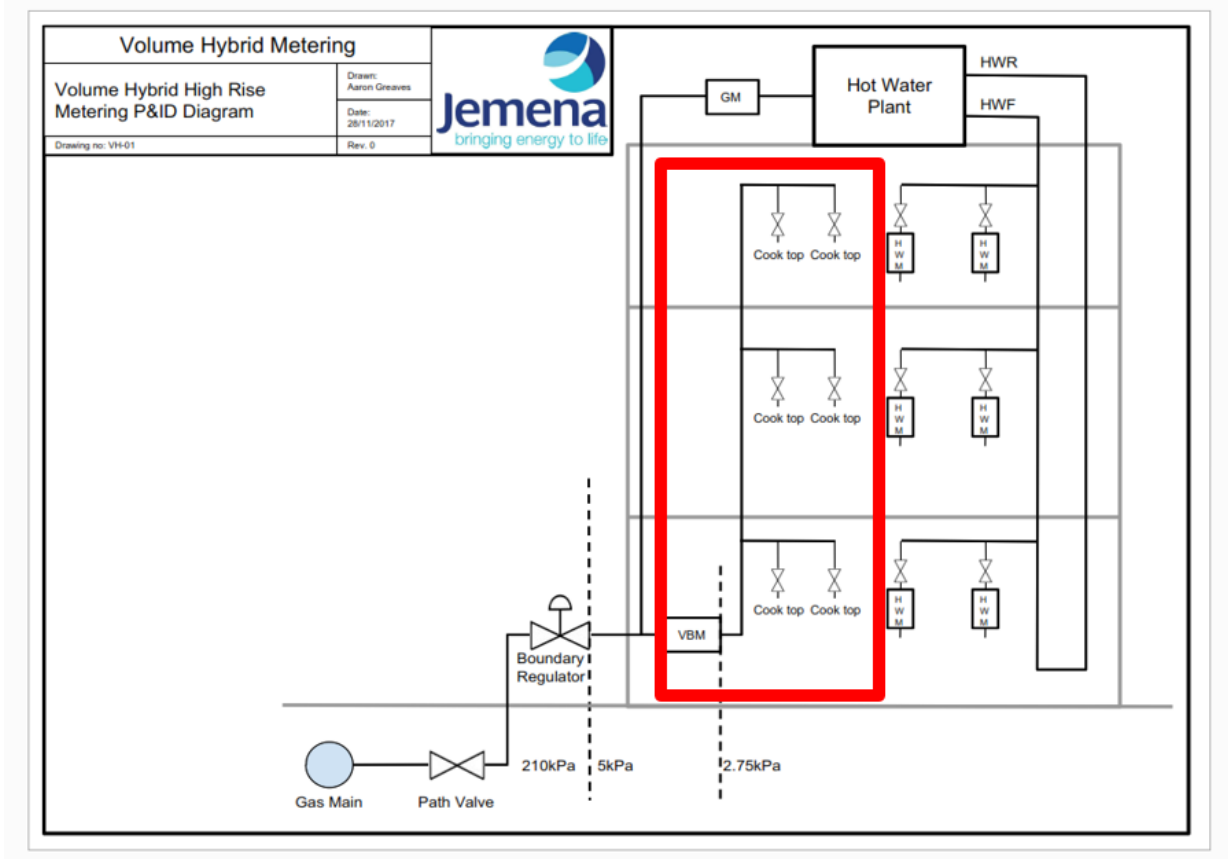 Volume Hybrid Metering
Volume Hybrid High Rise
Metering P&ID Diagram
Drawn:
Aaron Greaves
Date:
28/11/2017
Drawing no: VH-01
Rev. 0
Jemena
bringing energy to life
GM
Hot Water
Plant
HWR
HWF
Cook top Cook top
H
W
M
H
W
M
Cook top Cook top
H
W
M
H
W
M
Cook top Cook top
H
W
M
H
W
M
VBM
Boundary
Regulator
210kPa
5kPa
2.75kPa
Gas Main
Path Valve